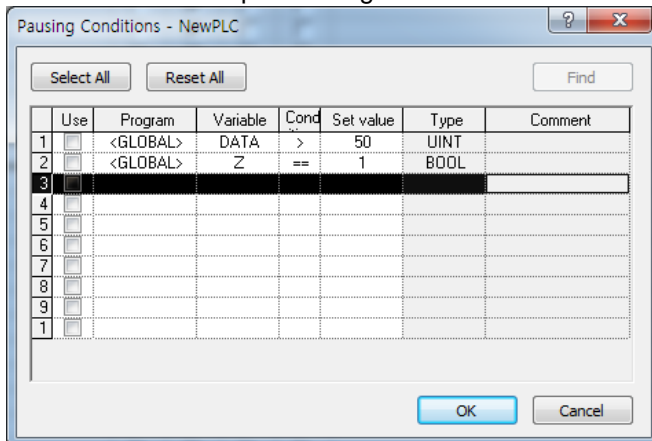 Pausing Conditions - NewPLC
Select All Reset All Find
Use Program Variable Cond Set value Type Comment
1 <GLOBAL> DATA > 50 UINT
2 <GLOBAL> Z == 1 BOOL
3
4
5
6
7
8
9
1
OK Cancel